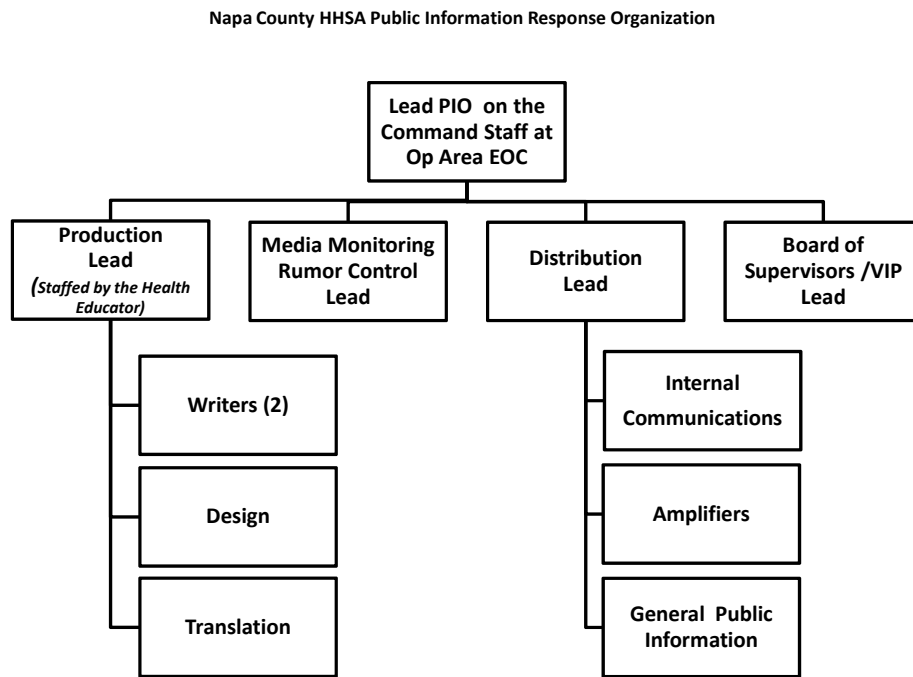 Napa County HHSA Public Information Response Organization
Lead PIO on the
Command Staff at
Op Area EOC
Production
Lead
(Staffed by the Health
Educator)
Media Monitoring
Rumor Control
Lead
Distribution
Lead
Board of
Supervisors /VIP
Lead
Writers (2)
Design
Translation
Internal
Communications
Amplifiers
General Public
Information